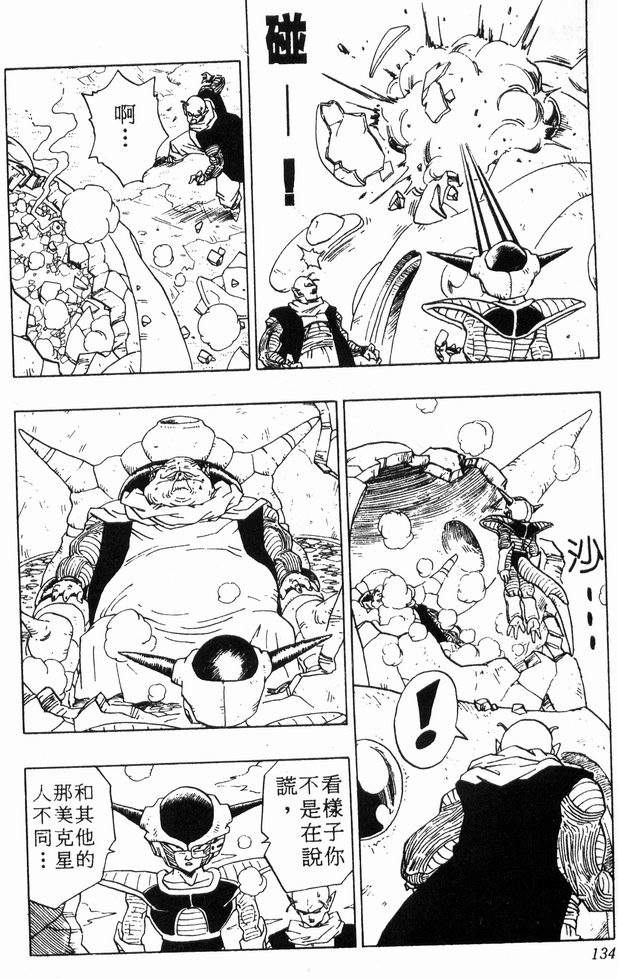 碰—！
啊…
沙…
！
看樣子你
不是在說
謊，
和其他的
那美克星
人不同…
134